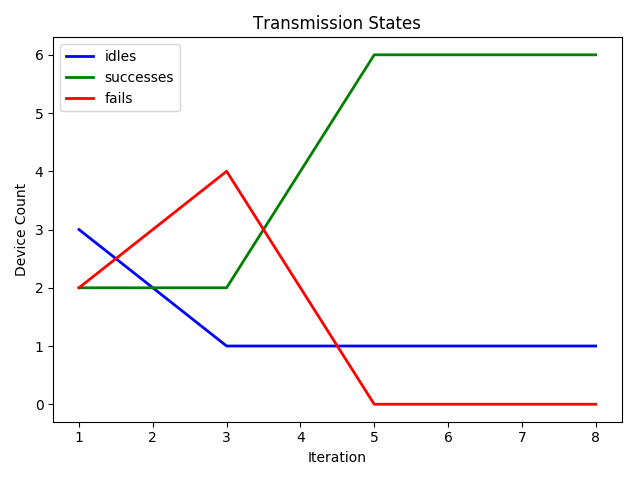 Transmission States
idles
successes
fails
6
5
4
3
2
1
0
Device Count
1 2 3 4 5 6 7 8
Iteration